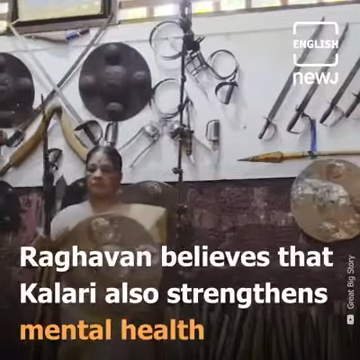 ENGLISH
newJ
Raghavan believes that
Kalari also strengthens
mental health
Great Big Story